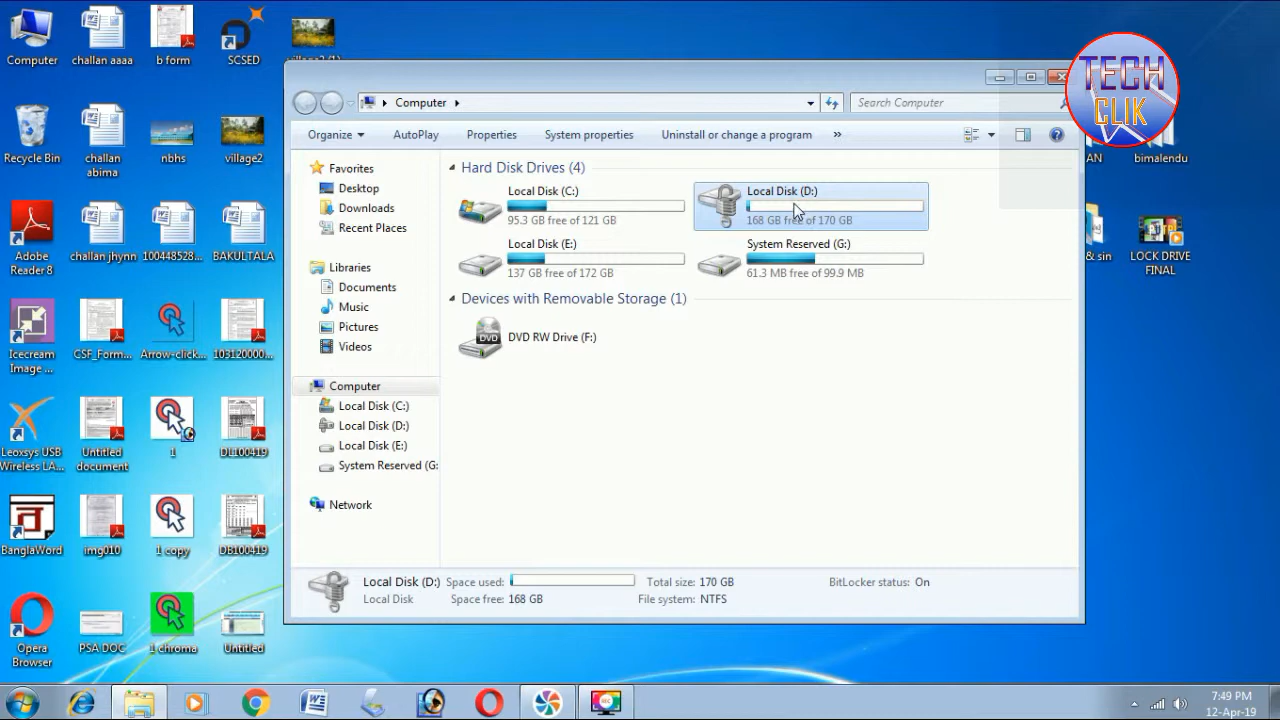 Computer
challan aaaa
b form
SCSED
village2 (1)
Recycle Bin
challan
abima
nbhs
village2
Adobe
Reader 8
challan jhynn
100448528...
BAKULTALA
Icecream
Image ...
CSF_Form...
Arrow-click...
103120000...
Leoxsys USB
Wireless LA...
Untitled
document
1
DL100419
BanglaWord
img010
1 copy
DB100419
Opera
Browser
PSA DOC
1 chroma
Untitled
Computer
Search Computer
Organize
AutoPlay
Properties
System properties
Uninstall or change a program
»
Favorites
Desktop
Downloads
Recent Places
Libraries
Documents
Music
Pictures
Videos
Computer
Local Disk (C:)
Local Disk (D:)
Local Disk (E:)
System Reserved (G:
Network
Hard Disk Drives (4)
Local Disk (C:)
95.3 GB free of 121 GB
Local Disk (D:)
168 GB free of 170 GB
Local Disk (E:)
137 GB free of 172 GB
System Reserved (G:)
61.3 MB free of 99.9 MB
Devices with Removable Storage (1)
DVD
DVD RW Drive (F:)
Local Disk (D:)
Local Disk
Space used:
Space free: 168 GB
Total size: 170 GB
File system: NTFS
BitLocker status: On
TECH
CLIK
AN
bimalendu
& sin
LOCK DRIVE
FINAL
7:49 PM
12-Apr-19